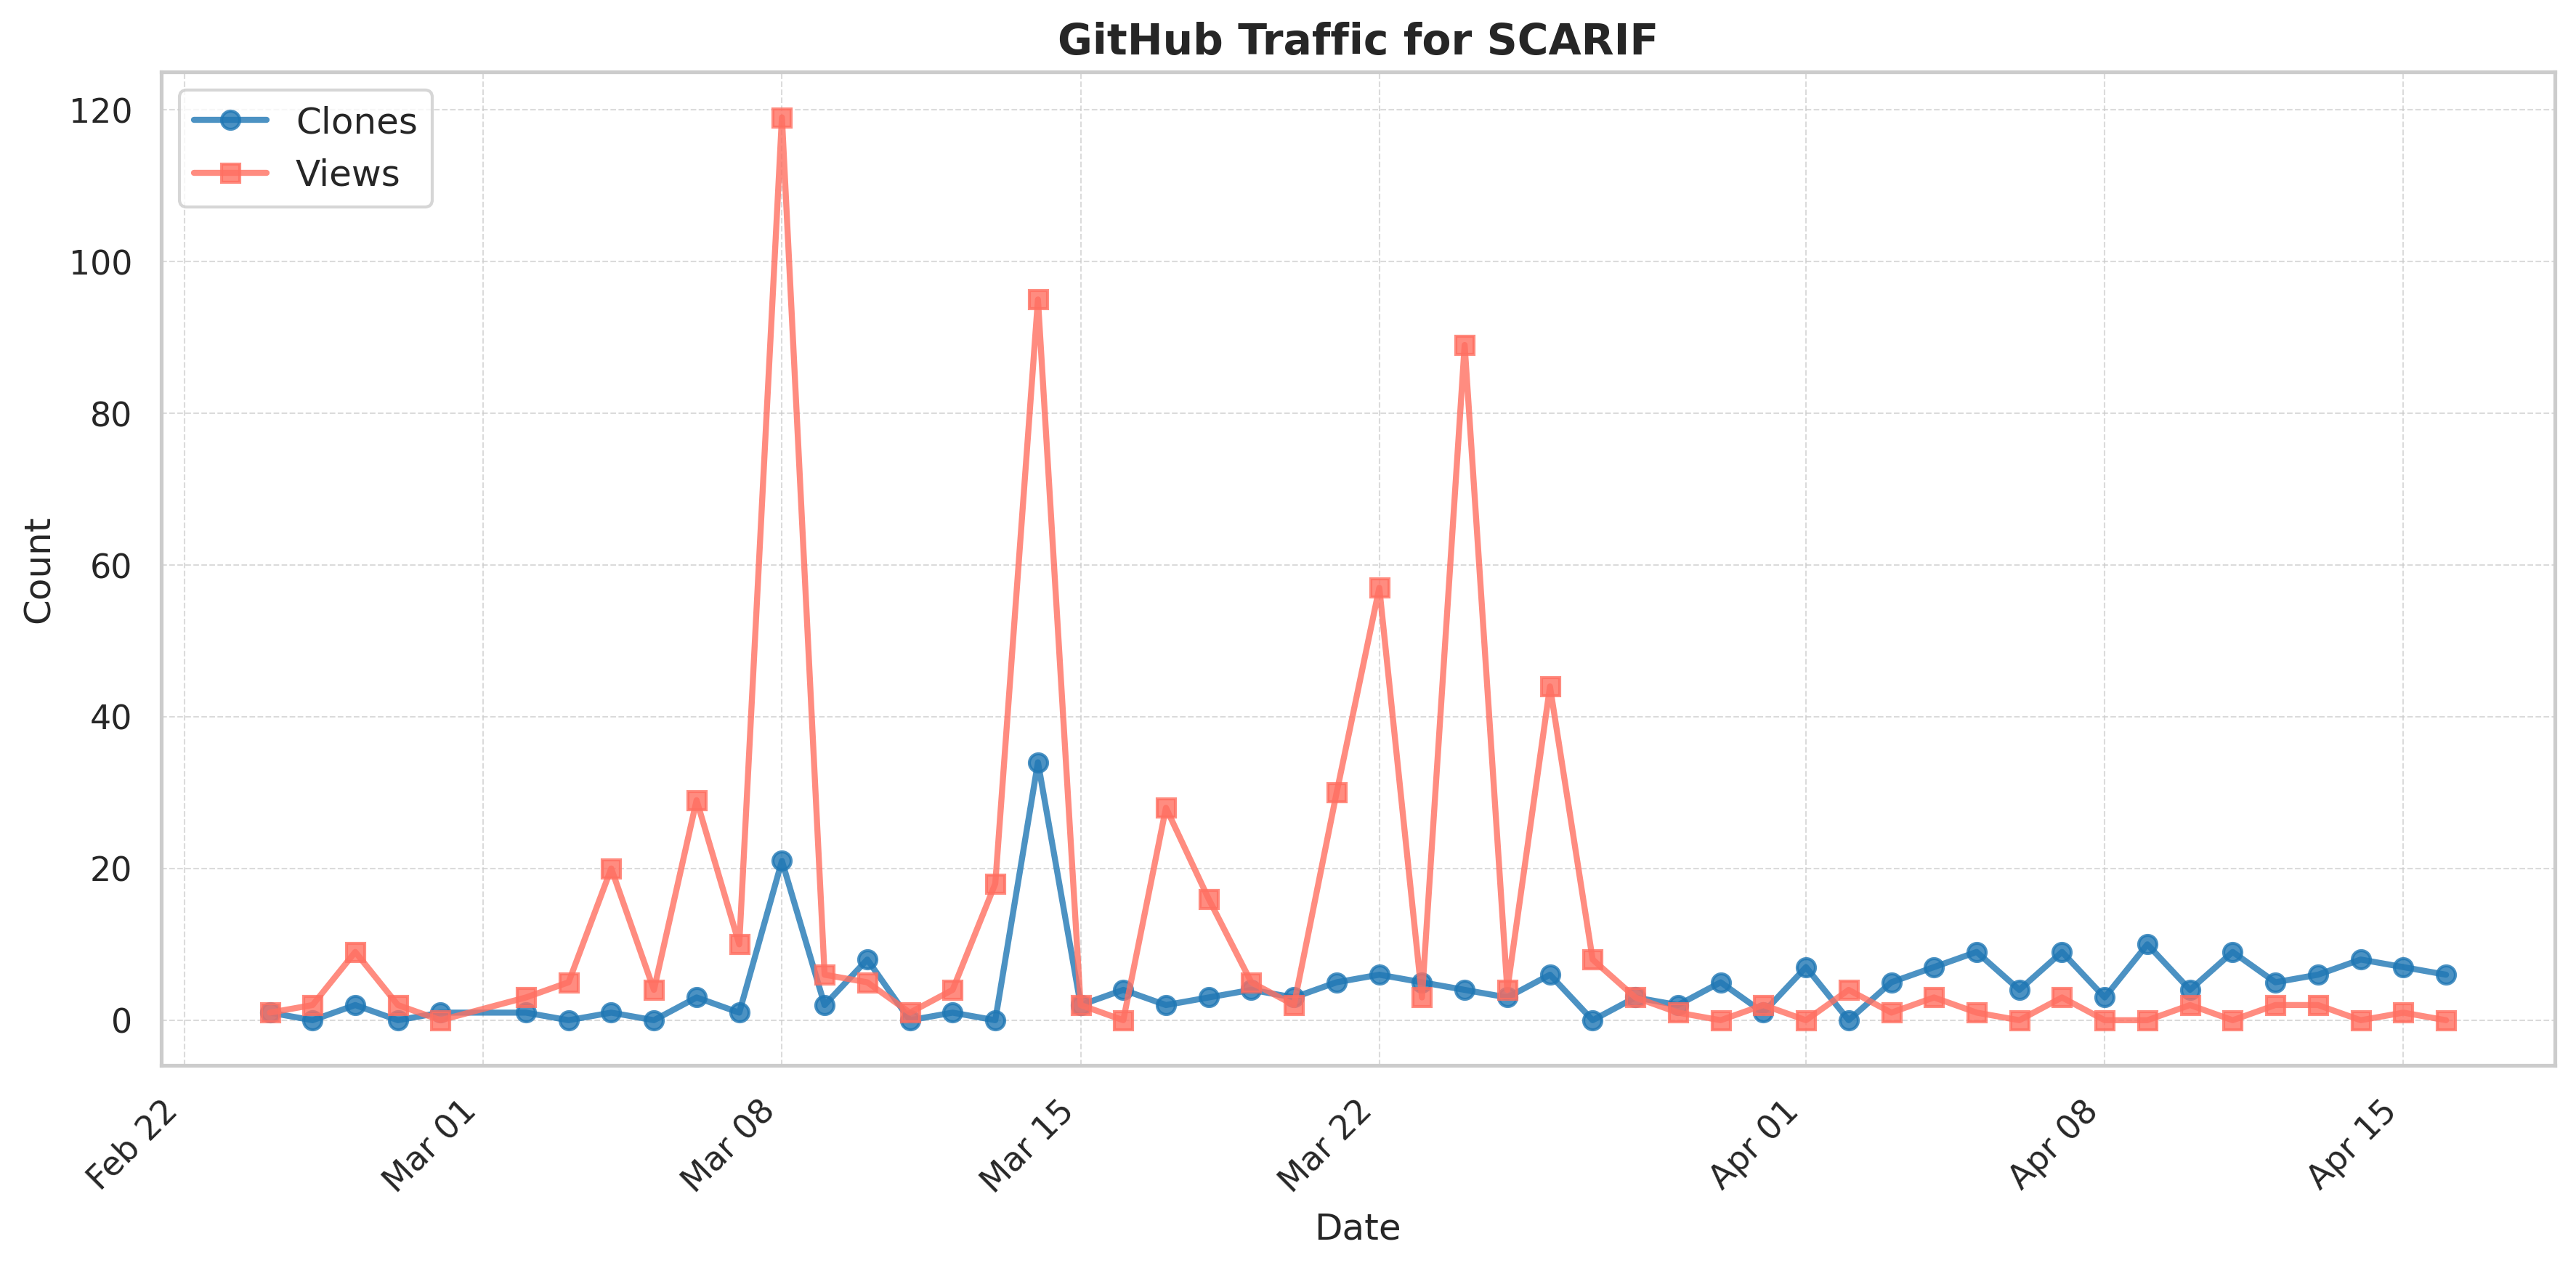 GitHub Traffic for SCARIF
Clones
Views
120
100
80
60
40
20
0
Count
Feb 22
Mar 01
Mar 08
Mar 15
Mar 22
Apr 01
Apr 08
Apr 15
Date